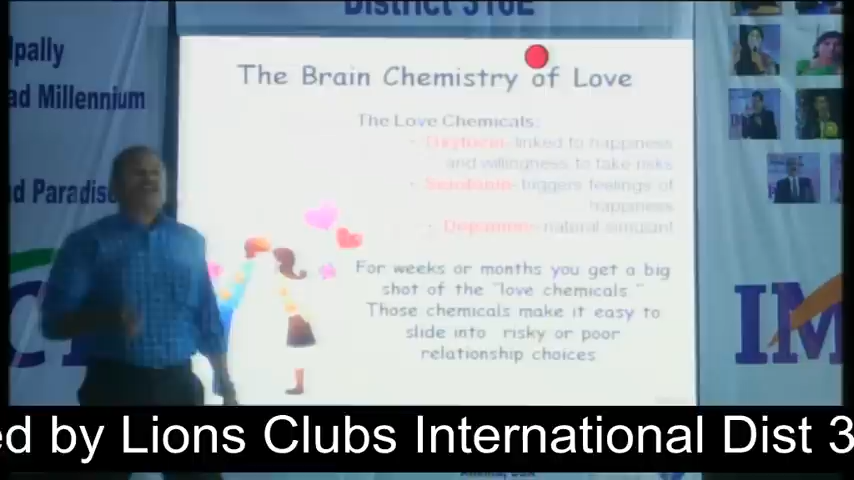 District 316E
pally
ad Millennium
nd Paradise
The Brain Chemistry of Love
The Love Chemicals:
- Oxytocin- linked to happiness
and willingness to take risks
- Serotonin- triggers feelings of
happiness
- Dopamine- natural stimulant
For weeks or months you get a big
shot of the "love chemicals."
Those chemicals make it easy to
slide into risky or poor
relationship choices
IM
ed by Lions Clubs International Dist 3